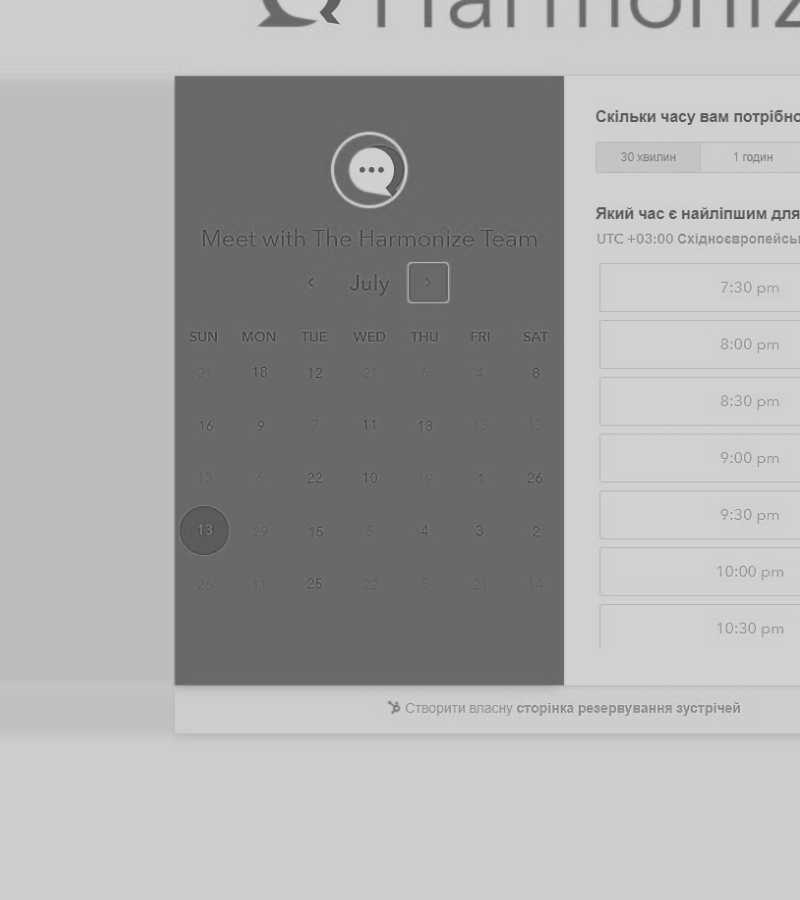 Harmoniz
Meet with The Harmonize Team
July
SUN MON TUE WED THU FRI SAT
21 18 12 21 6 4 8
16 9 7 11 13 13 13
13 6 22 10 19 1 26
13 29 15 5 4 3 2
26 11 25 22 5 21 14
Скільки часу вам потрібно
30 хвилин 1 годин
Який час є найліпшим для
UTC +03:00 Східноєвропейсь
7:30 pm
8:00 pm
8:30 pm
9:00 pm
9:30 pm
10:00 pm
10:30 pm
Створити власну сторінка резервування зустрічей